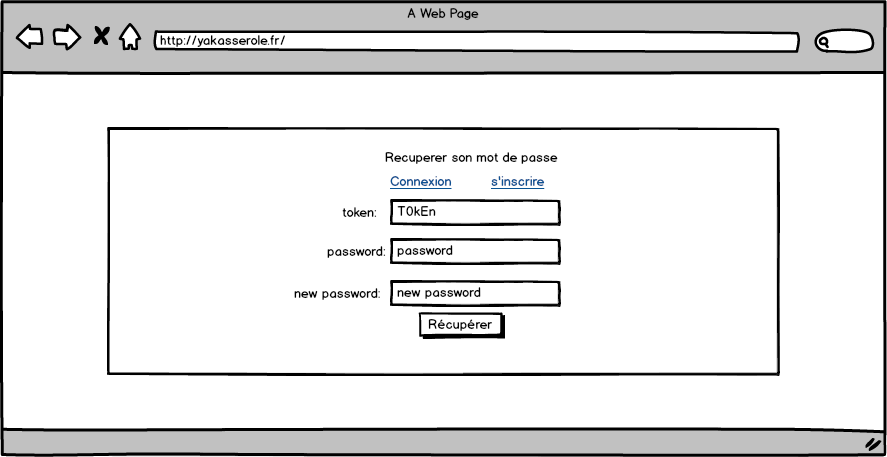 A Web Page
http://yakasserole.fr/
Recuperer son mot de passe
Connexion s'inscrire
token: T0kEn
password: password
new password: new password
Récupérer